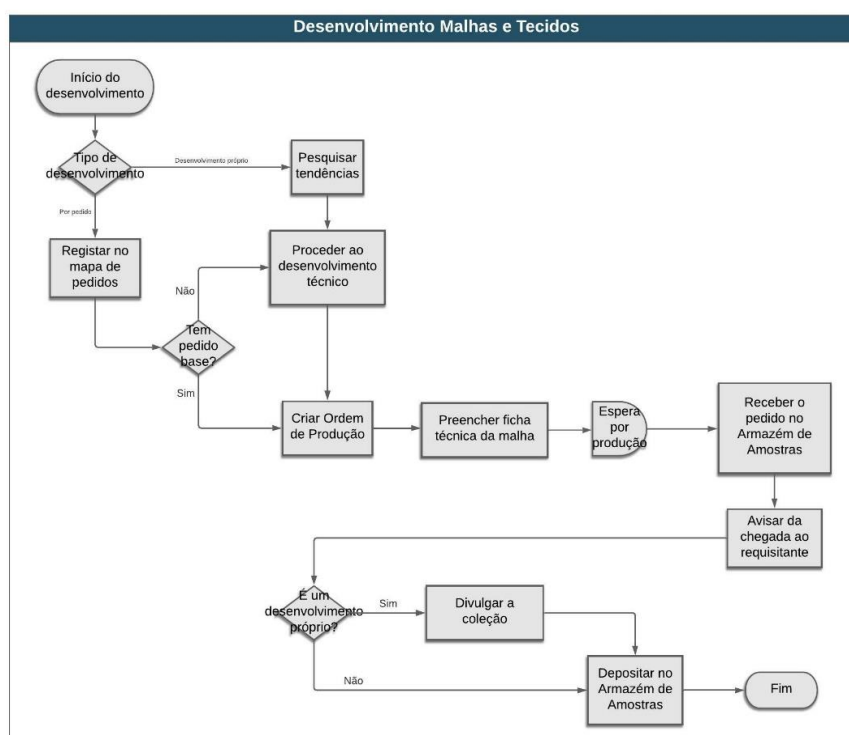 Desenvolvimento Malhas e Tecidos
Início do
desenvolvimento
Tipo de
desenvolvimento
Desenvolvimento próprio
Pesquisar
tendências
Por pedido
Registar no
mapa de
pedidos
Proceder ao
desenvolvimento
técnico
Não
Tem
pedido
base?
Sim
Criar Ordem
de Produção
Preencher ficha
técnica da malha
Espera
por
produção
Receber o
pedido no
Armazém de
Amostras
Avisar da
chegada ao
requisitante
É um
desenvolvimento
próprio?
Sim
Divulgar a
coleção
Não
Depositar no
Armazém de
Amostras
Fim